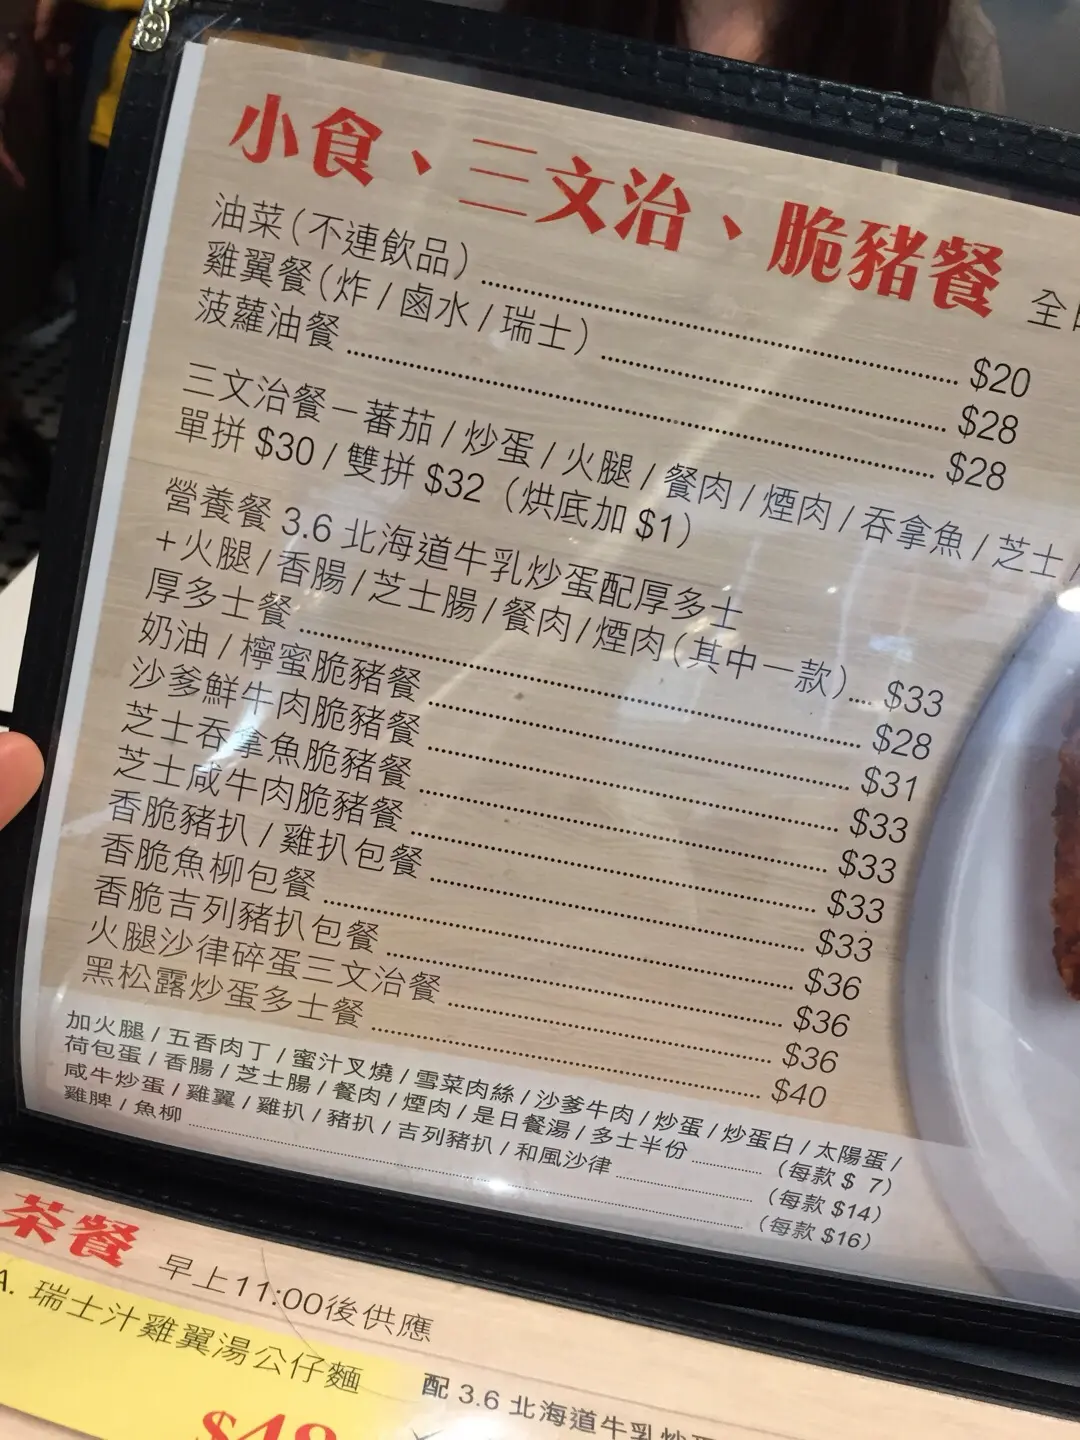 小食、三文治、脆豬餐 全日
油菜(不連飲品) $20
雞翼餐(炸/鹵水/瑞士) $28
菠蘿油餐 $28
三文治餐－蕃茄/炒蛋/火腿/餐肉/煙肉/吞拿魚/芝士/
單拼 $30 / 雙拼 $32（烘底加 $1）
營養餐 3.6 北海道牛乳炒蛋配厚多士
+火腿/香腸/芝士腸/餐肉/煙肉(其中一款) $33
厚多士餐 $28
奶油/檸蜜脆豬餐 $31
沙爹鮮牛肉脆豬餐 $33
芝士吞拿魚脆豬餐 $33
芝士咸牛肉脆豬餐 $33
香脆豬扒/雞扒包餐 $33
香脆魚柳包餐 $36
香脆吉列豬扒包餐 $36
火腿沙律碎蛋三文治餐 $36
黑松露炒蛋多士餐 $40
加火腿/五香肉丁/蜜汁叉燒/雪菜肉絲/沙爹牛肉/炒蛋/炒蛋白/太陽蛋/
荷包蛋/香腸/芝士腸/餐肉/煙肉/是日餐湯/多士半份 (每款 $ 7)
咸牛炒蛋/雞翼/雞扒/豬扒/吉列豬扒/和風沙律 (每款 $14)
雞脾/魚柳 (每款 $16)
茶餐 早上11:00後供應
A. 瑞士汁雞翼湯公仔麵
配 3.6 北海道牛乳炒
$48